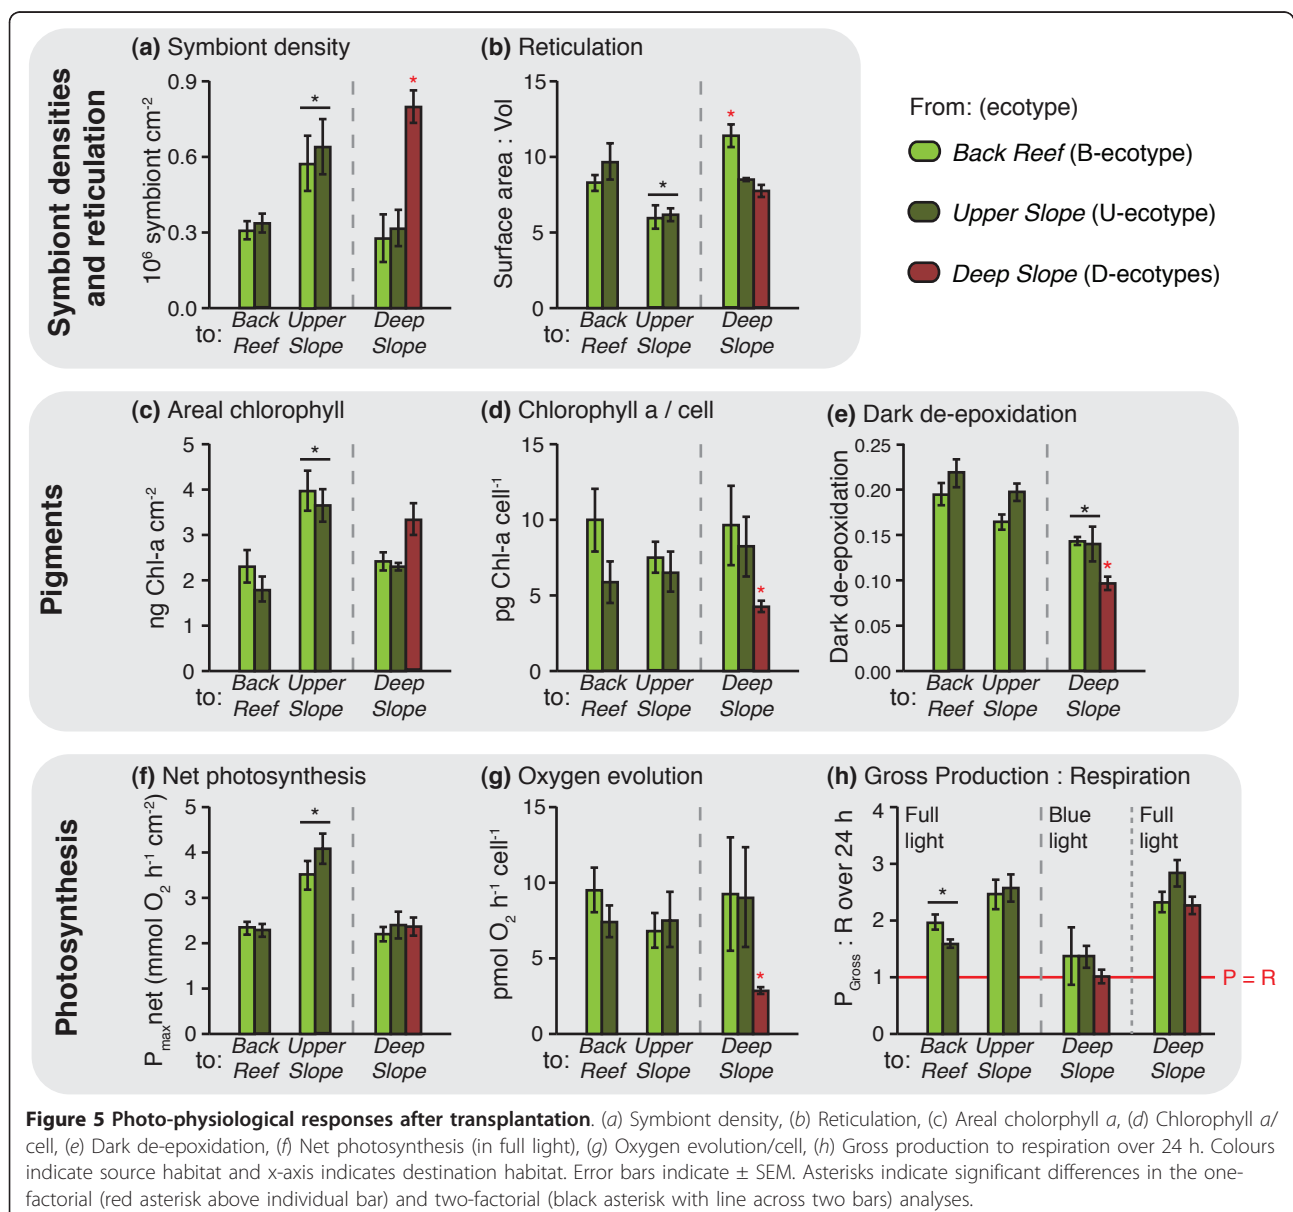 (a) Symbiont density
(b) Reticulation
Symbiont densities
and reticulation
10⁶ symbiont cm⁻²
0.9
0.6
0.3
0.0
*
*
to:
Back
Reef
Upper
Slope
Deep
Slope
Surface area : Vol
15
10
5
0
*
*
to:
Back
Reef
Upper
Slope
Deep
Slope
From: (ecotype)
Back Reef (B-ecotype)
Upper Slope (U-ecotype)
Deep Slope (D-ecotypes)
Pigments
(c) Areal chlorophyll
ng Chl-a cm⁻²
5
4
3
2
1
0
*
to:
Back
Reef
Upper
Slope
Deep
Slope
(d) Chlorophyll a / cell
pg Chl-a cell⁻¹
15
10
5
0
*
to:
Back
Reef
Upper
Slope
Deep
Slope
(e) Dark de-epoxidation
Dark de-epoxidation
0.25
0.20
0.15
0.10
0.05
0.00
*
*
to:
Back
Reef
Upper
Slope
Deep
Slope
Photosynthesis
(f) Net photosynthesis
Pmaxnet (mmol O₂ h⁻¹ cm⁻²)
5
4
3
2
1
0
*
to:
Back
Reef
Upper
Slope
Deep
Slope
(g) Oxygen evolution
pmol O₂ h⁻¹ cell⁻¹
15
10
5
0
*
to:
Back
Reef
Upper
Slope
Deep
Slope
(h) Gross Production : Respiration
PGross : R over 24 h
4
3
2
1
0
Full
light
Blue
light
Full
light
*
P = R
to:
Back
Reef
Upper
Slope
Deep
Slope
Deep
Slope
Figure 5 Photo-physiological responses after transplantation. (a) Symbiont density, (b) Reticulation, (c) Areal cholorphyll a, (d) Chlorophyll a/
cell, (e) Dark de-epoxidation, (f) Net photosynthesis (in full light), (g) Oxygen evolution/cell, (h) Gross production to respiration over 24 h. Colours
indicate source habitat and x-axis indicates destination habitat. Error bars indicate ± SEM. Asterisks indicate significant differences in the one-
factorial (red asterisk above individual bar) and two-factorial (black asterisk with line across two bars) analyses.